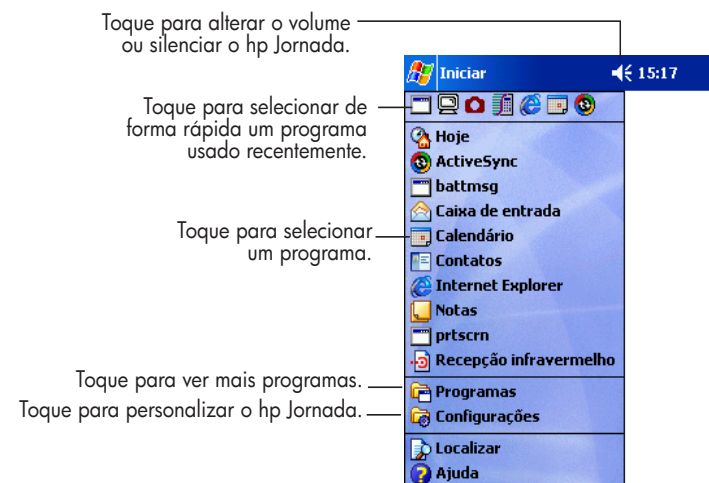 Toque para alterar o volume
ou silenciar o hp Jornada.
Iniciar
15:17
Toque para selecionar de
forma rápida um programa
usado recentemente.
Hoje
ActiveSync
battmsg
Caixa de entrada
Toque para selecionar
um programa.
Calendário
Contatos
Internet Explorer
Notas
prtscrn
Recepção infravermelho
Toque para ver mais programas.
Programas
Toque para personalizar o hp Jornada.
Configurações
Localizar
Ajuda